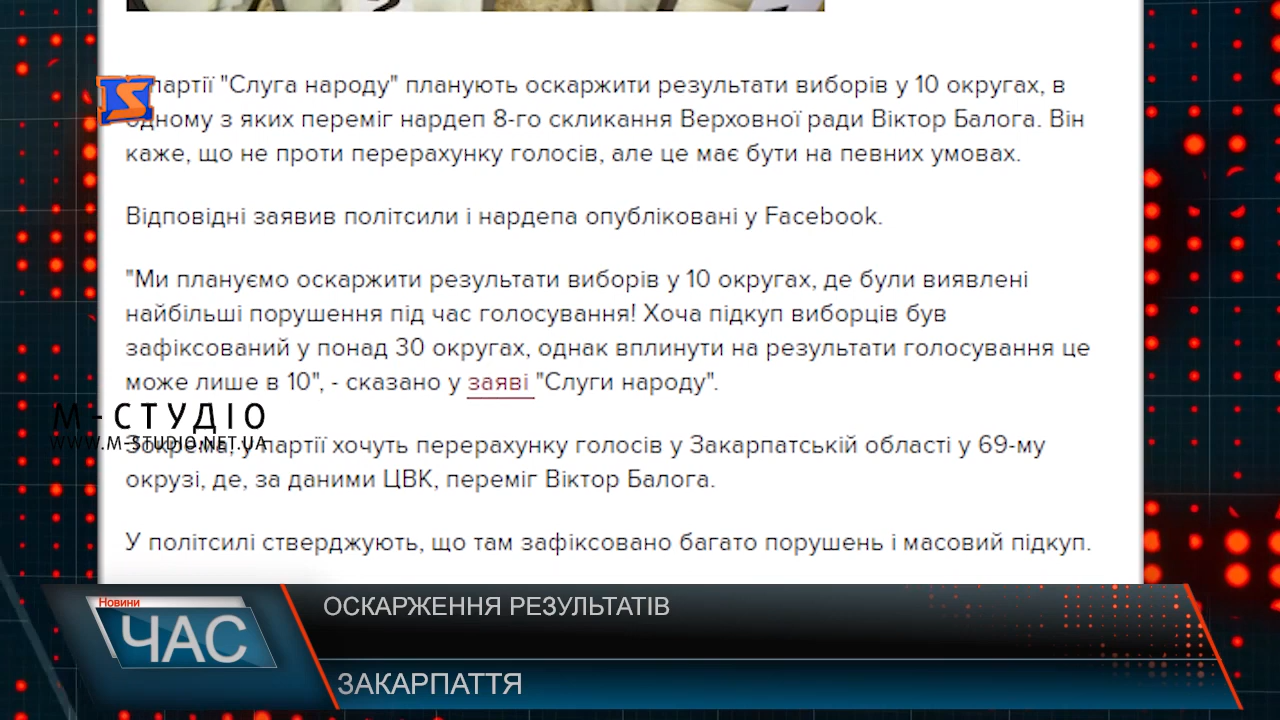 партії "Слуга народу" планують оскаржити результати виборів у 10 округах, в
одному з яких переміг нардеп 8-го скликання Верховної ради Віктор Балога. Він
каже, що не проти перерахунку голосів, але це має бути на певних умовах.
Відповідні заявив політсили і нардепа опубліковані у Facebook.
"Ми плануємо оскаржити результати виборів у 10 округах, де були виявлені
найбільші порушення під час голосування! Хоча підкуп виборців був
зафіксований у понад 30 округах, однак вплинути на результати голосування це
може лише в 10", - сказано у заяві "Слуги народу".
М-СТУДІО
WWW.M-STUDIO.NET.UA
Зокрема, у партії хочуть перерахунку голосів у Закарпатській області у 69-му
окрузі, де, за даними ЦВК, переміг Віктор Балога.
У політсилі стверджують, що там зафіксовано багато порушень і масовий підкуп.
Новини
ЧАС
ОСКАРЖЕННЯ РЕЗУЛЬТАТІВ
ЗАКАРПАТТЯ